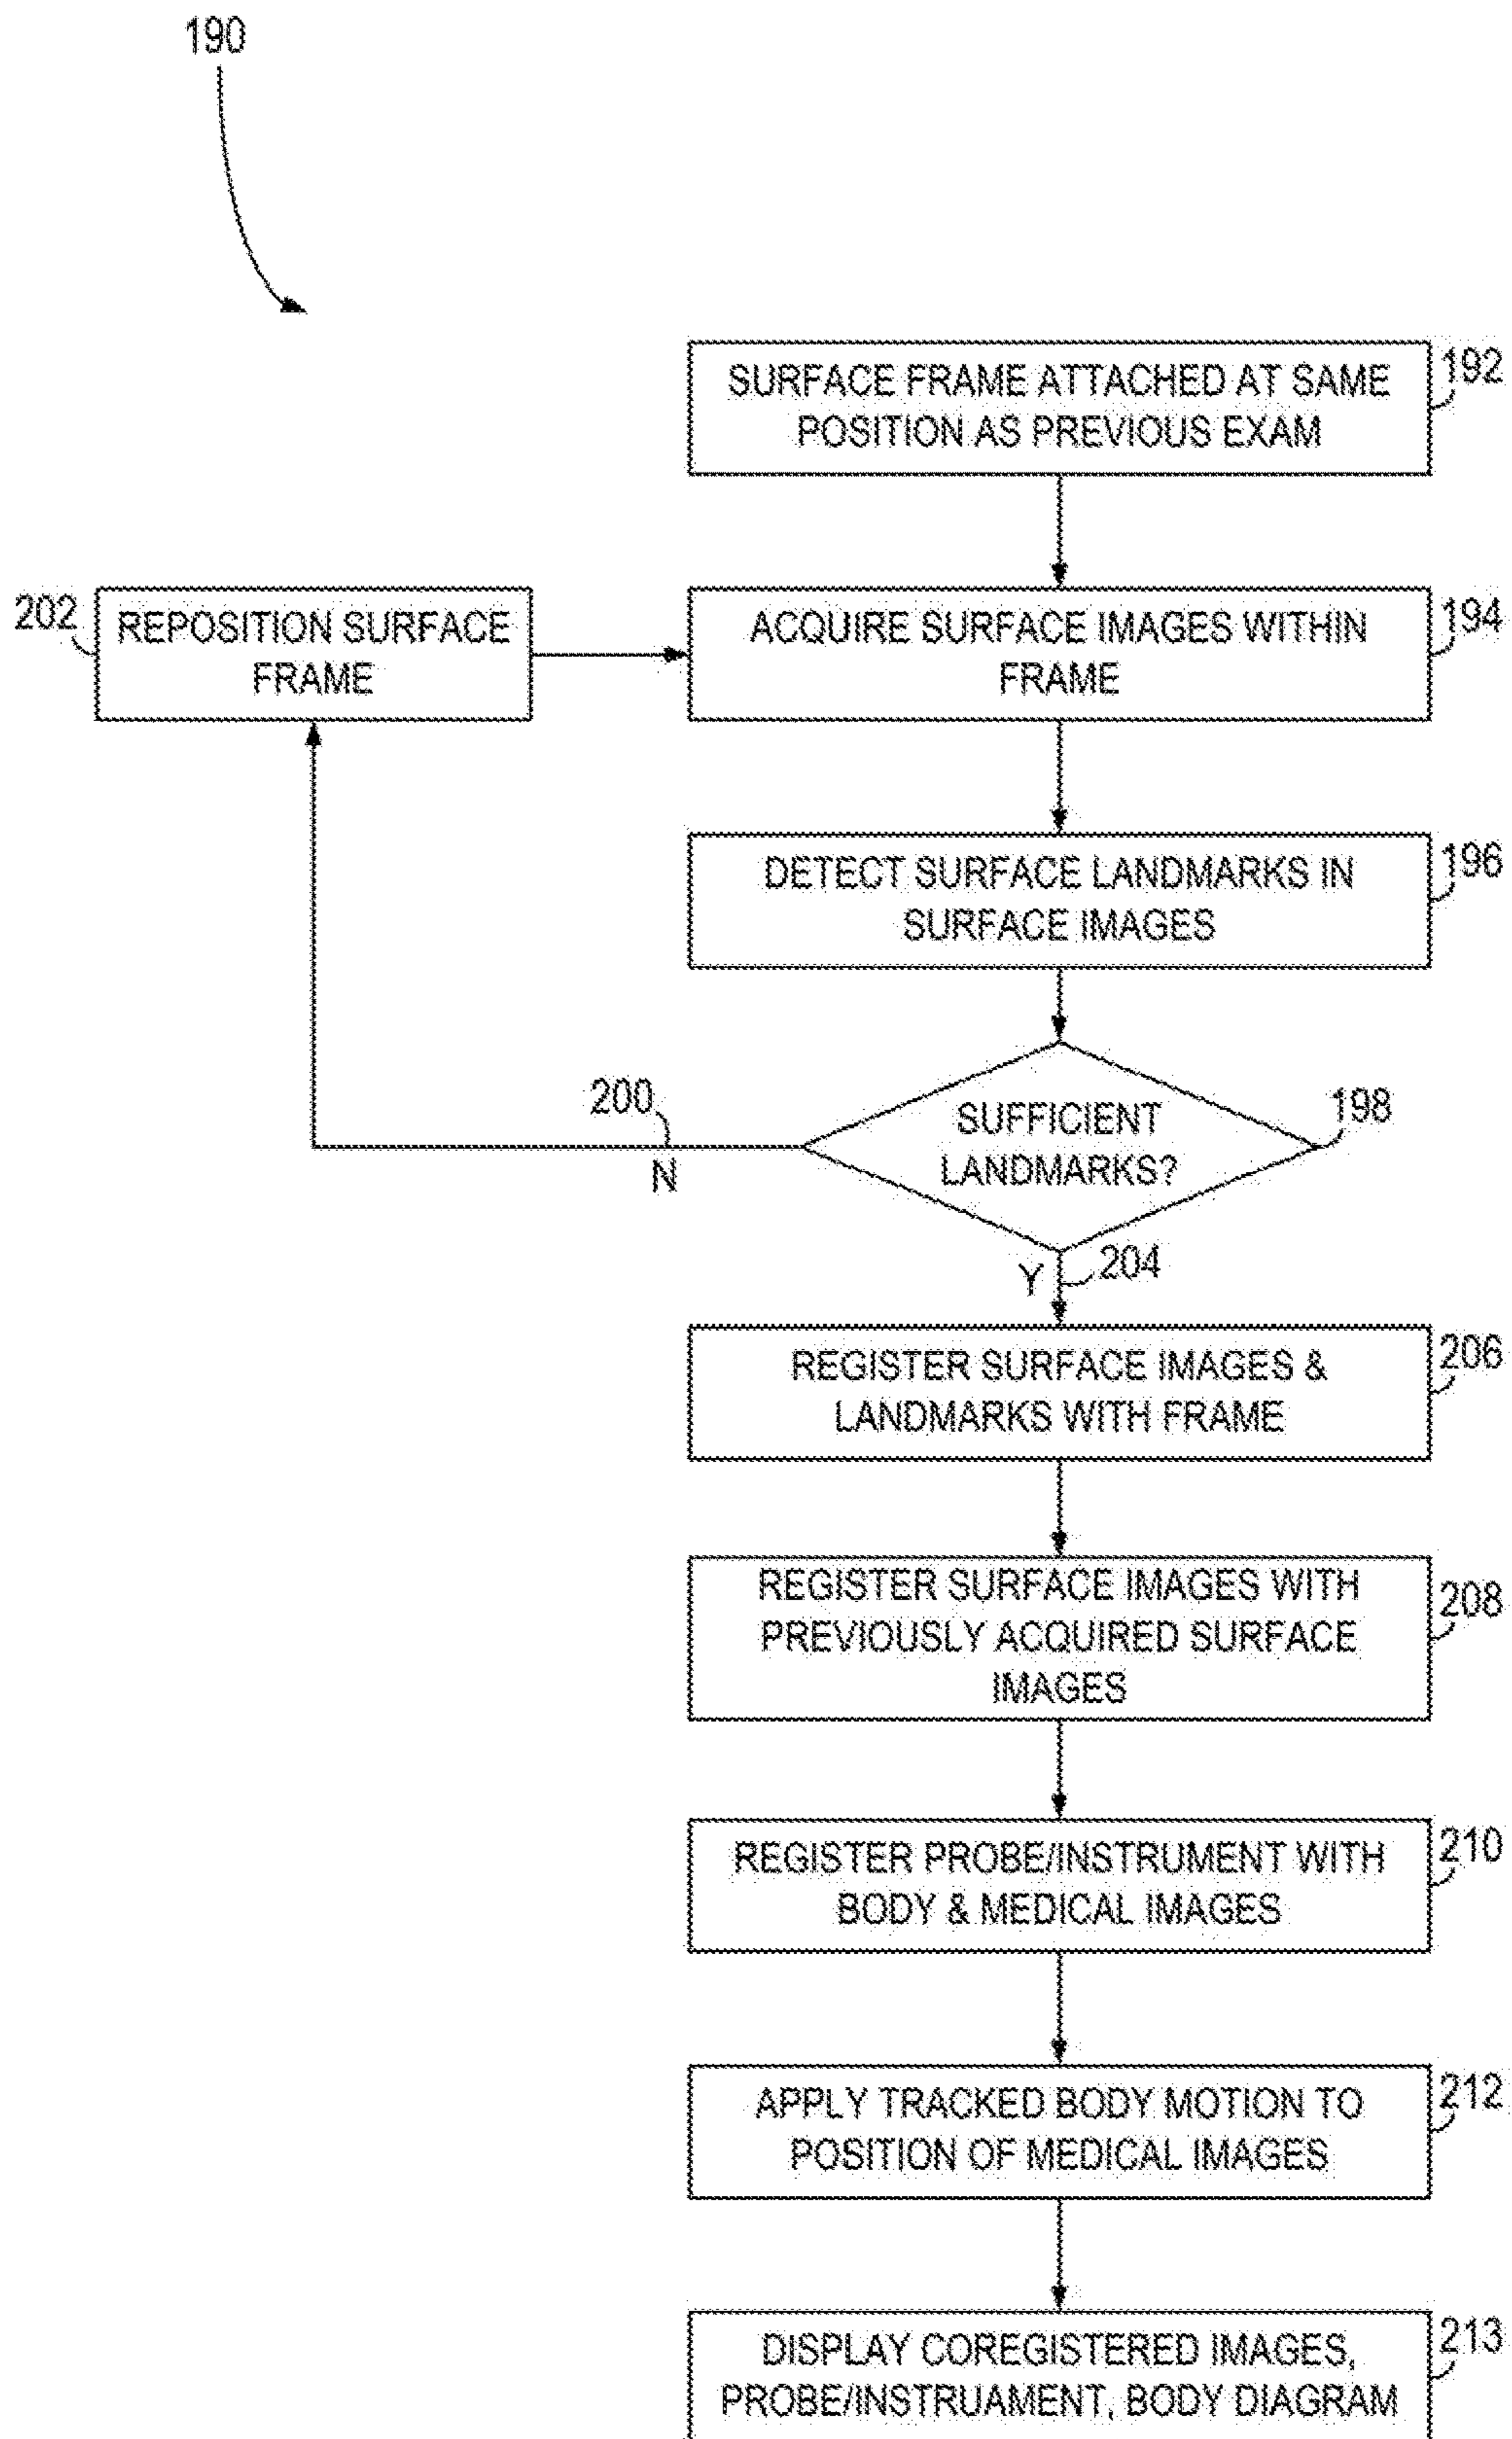 190
SURFACE FRAME ATTACHED AT SAME
POSITION AS PREVIOUS EXAM
192
202
REPOSITION SURFACE
FRAME
ACQUIRE SURFACE IMAGES WITHIN
FRAME
194
DETECT SURFACE LANDMARKS IN
SURFACE IMAGES
196
200
N
SUFFICIENT
LANDMARKS?
198
Y
204
REGISTER SURFACE IMAGES &
LANDMARKS WITH FRAME
206
REGISTER SURFACE IMAGES WITH
PREVIOUSLY ACQUIRED SURFACE
IMAGES
208
REGISTER PROBE/INSTRUMENT WITH
BODY & MEDICAL IMAGES
210
APPLY TRACKED BODY MOTION TO
POSITION OF MEDICAL IMAGES
212
DISPLAY COREGISTERED IMAGES,
PROBE/INSTRUAMENT, BODY DIAGRAM
213